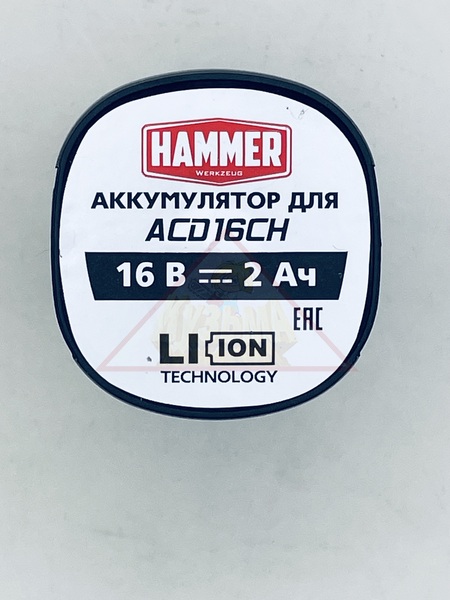 HAMMER
WERKZEUG
АККУМУЛЯТОР ДЛЯ
ACD16CH
16 В ⎓ 2 Ач
EAC
LI ION
TECHNOLOGY